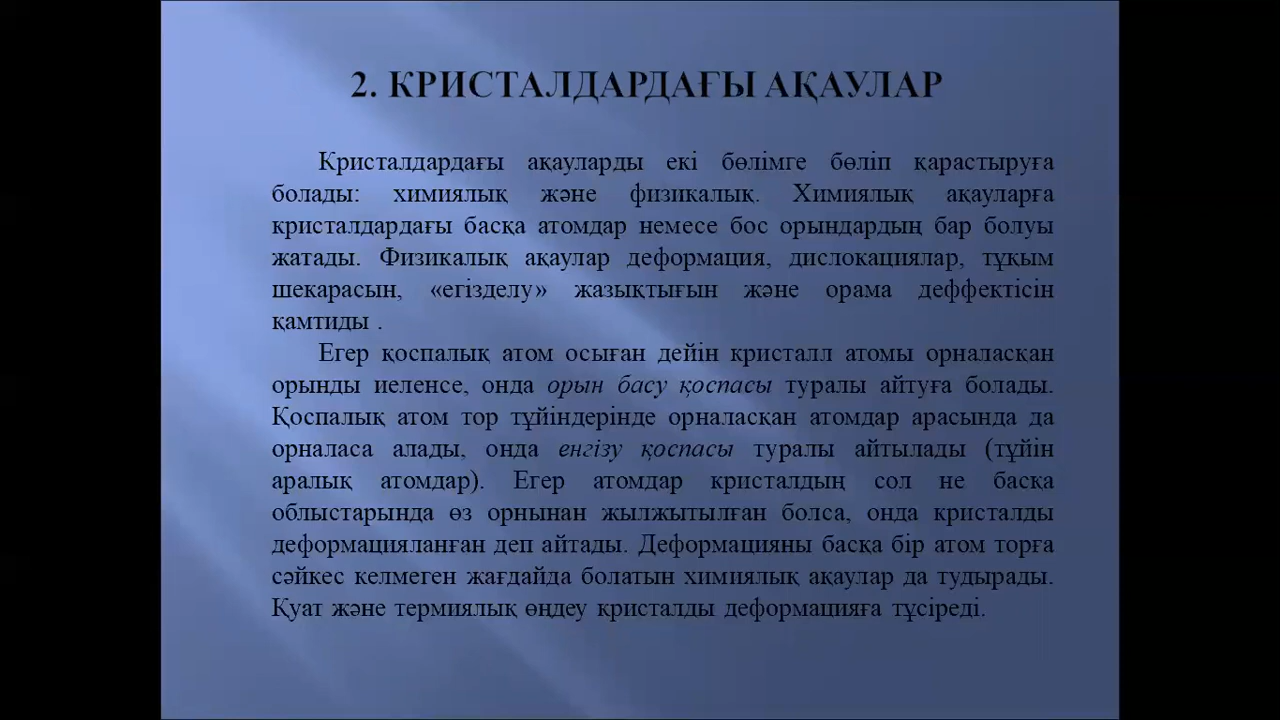 2. КРИСТАЛДАРДАҒЫ АҚАУЛАР
Кристалдардағы ақауларды екі бөлімге бөліп қарастыруға
болады: химиялық және физикалық. Химиялық ақауларға
кристалдардағы басқа атомдар немесе бос орындардың бар болуы
жатады. Физикалық ақаулар деформация, дислокациялар, тұқым
шекарасын, «егізделу» жазықтығын және орама деффектісін
қамтиды .
Егер қоспалық атом осыған дейін кристалл атомы орналасқан
орынды иеленсе, онда орын басу қоспасы туралы айтуға болады.
Қоспалық атом тор тұйіндерінде орналасқан атомдар арасында да
орналаса алады, онда енгізу қоспасы туралы айтылады (тұйін
аралық атомдар). Егер атомдар кристалдың сол не басқа
облыстарында өз орнынан жылжытылған болса, онда кристалды
деформацияланған деп айтады. Деформацияны басқа бір атом торға
сәйкес келмеген жағдайда болатын химиялық ақаулар да тудырады.
Қуат және термиялық өңдеу кристалды деформацияға тұсіреді.